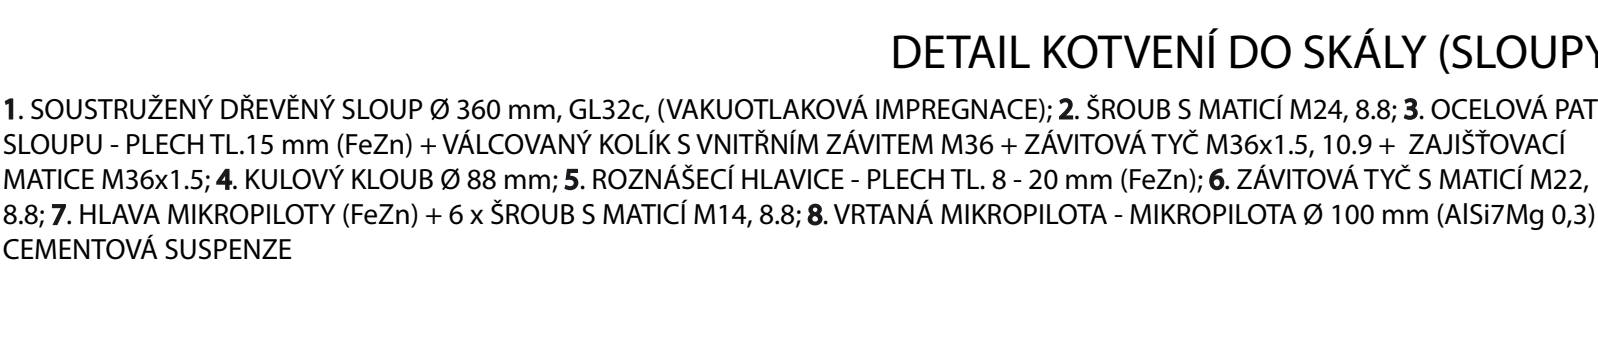 DETAIL KOTVENÍ DO SKÁLY (SLOUPY
1. SOUSTRUŽENÝ DŘEVĚNÝ SLOUP Ø 360 mm, GL32c, (VAKUOTLAKOVÁ IMPREGNACE); 2. ŠROUB S MATICÍ M24, 8.8; 3. OCELOVÁ PAT
SLOUPU - PLECH TL.15 mm (FeZn) + VÁLCOVANÝ KOLÍK S VNITŘNÍM ZÁVITEM M36 + ZÁVITOVÁ TYČ M36x1.5, 10.9 + ZAJIŠŤOVACÍ
MATICE M36x1.5; 4. KULOVÝ KLOUB Ø 88 mm; 5. ROZNÁŠECÍ HLAVICE - PLECH TL. 8 - 20 mm (FeZn); 6. ZÁVITOVÁ TYČ S MATICÍ M22,
8.8; 7. HLAVA MIKROPILOTY (FeZn) + 6 x ŠROUB S MATICÍ M14, 8.8; 8. VRTANÁ MIKROPILOTA - MIKROPILOTA Ø 100 mm (AlSi7Mg 0,3)
CEMENTOVÁ SUSPENZE